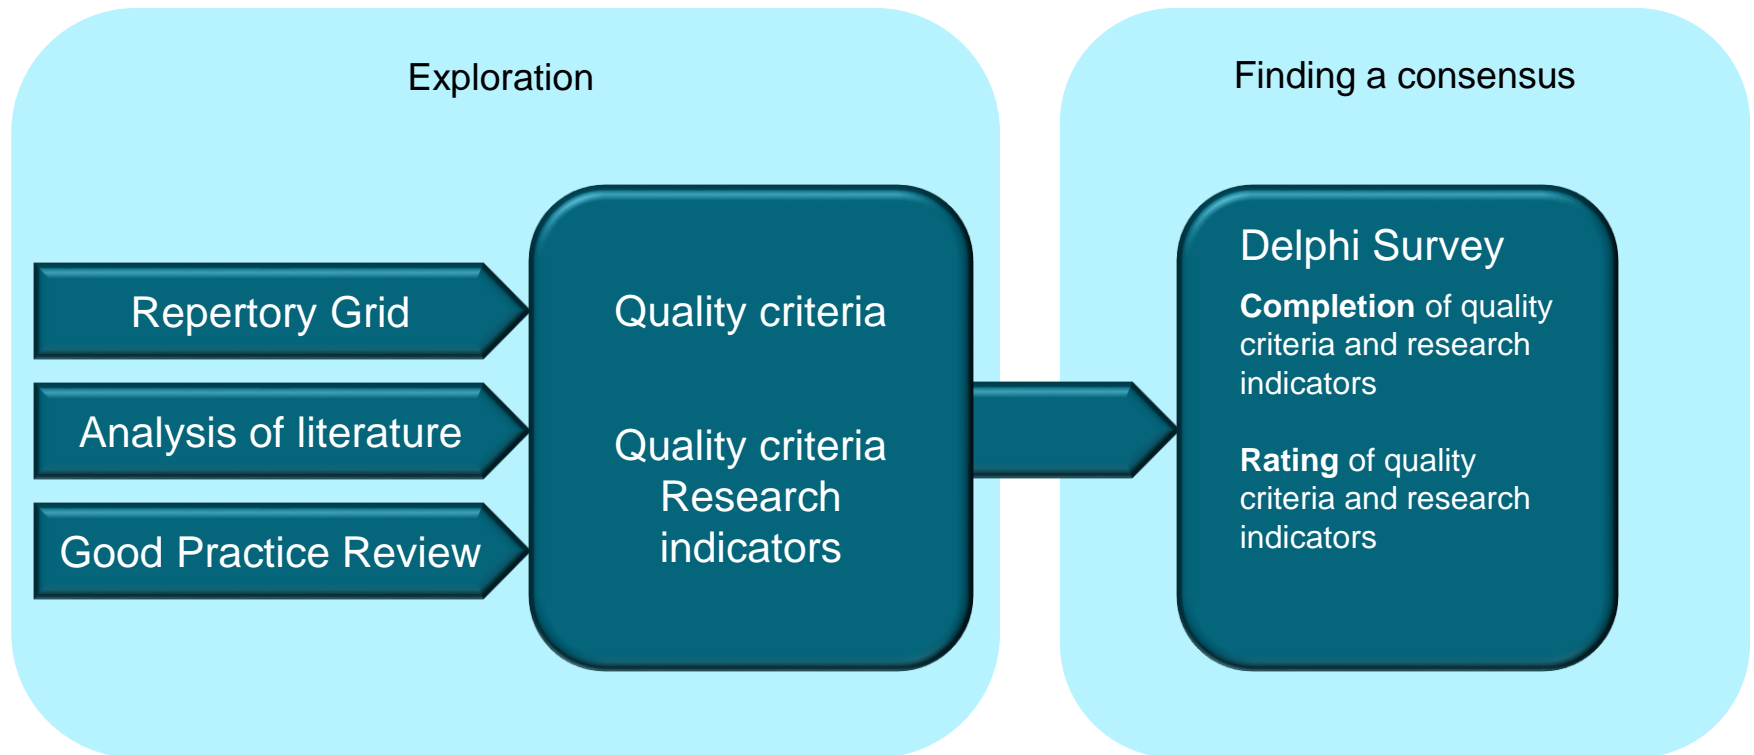 Exploration
Repertory Grid
Analysis of literature
Good Practice Review
Quality criteria
Quality criteria
Research
indicators
Finding a consensus
Delphi Survey
Completion of quality
criteria and research
indicators
Rating of quality
criteria and research
indicators